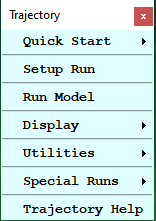 Trajectory x
Quick Start
Setup Run
Run Model
Display
Utilities
Special Runs
Trajectory Help